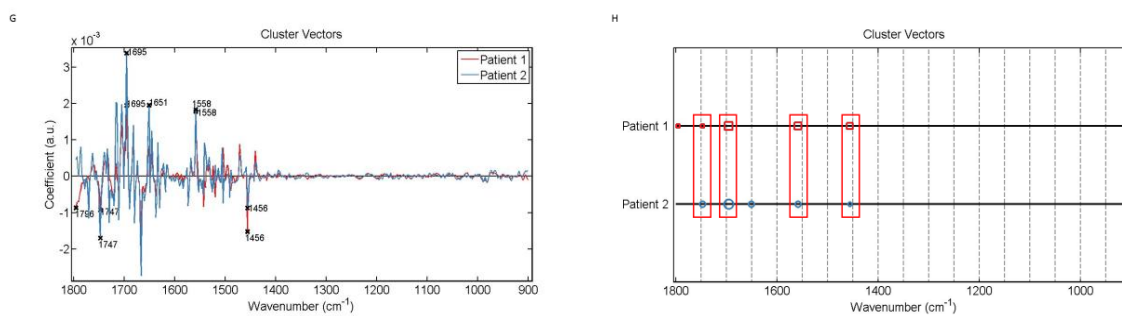 G
Cluster Vectors
x 10⁻³
3
2
1
0
-1
-2
Coefficient (a.u.)
1695
1695
1651
1558
1558
1796
1747
1747
1456
1456
Patient 1
Patient 2
1800 1700 1600 1500 1400 1300 1200 1100 1000 900
Wavenumber (cm⁻¹)
H
Cluster Vectors
Patient 1
Patient 2
1800 1600 1400 1200 1000
Wavenumber (cm⁻¹)